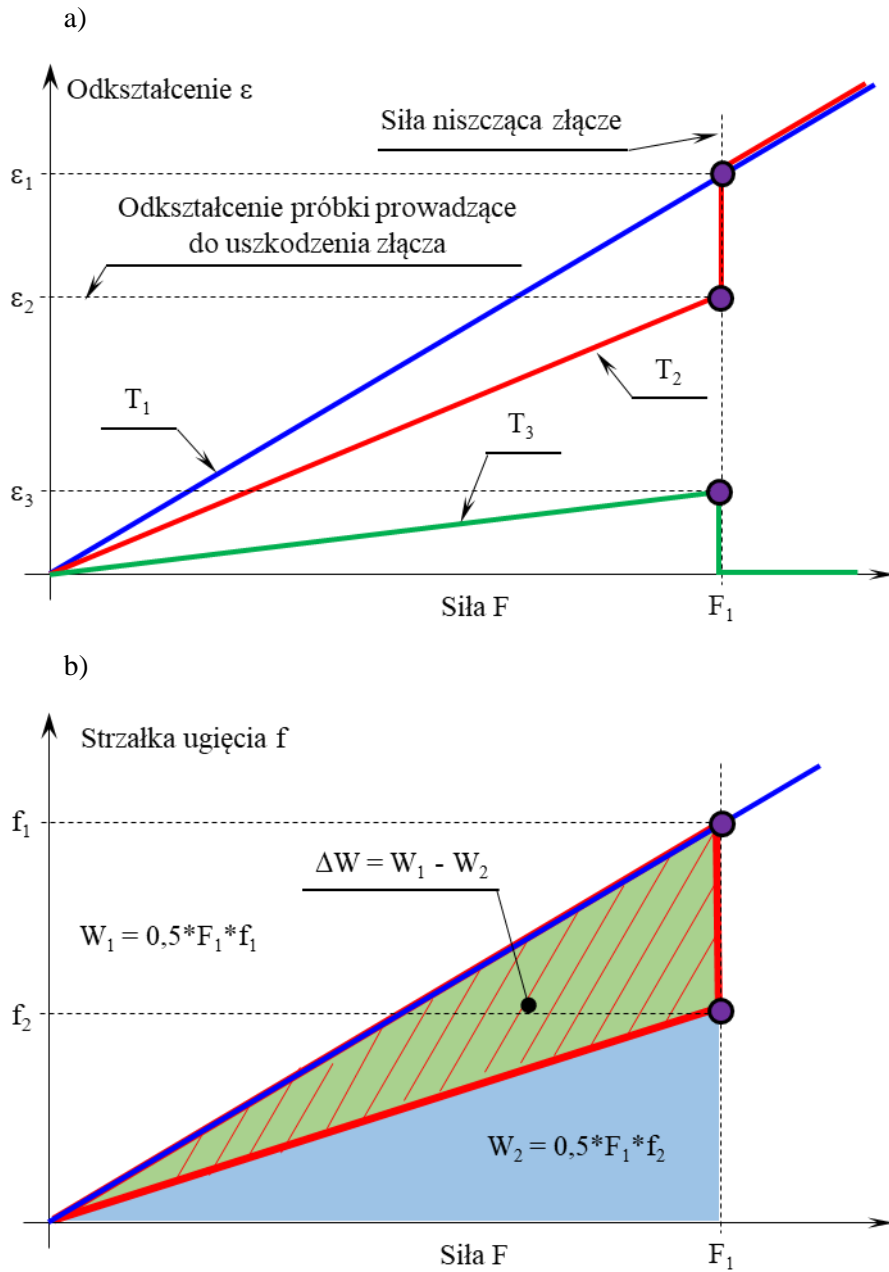 a)
Odkształcenie ε
Siła niszcząca złącze
ε₁
Odkształcenie próbki prowadzące
do uszkodzenia złącza
ε₂
T₂
T₁
T₃
ε₃
Siła F
F₁
b)
Strzałka ugięcia f
f₁
ΔW = W₁ - W₂
W₁ = 0,5*F₁*f₁
f₂
W₂ = 0,5*F₁*f₂
Siła F
F₁